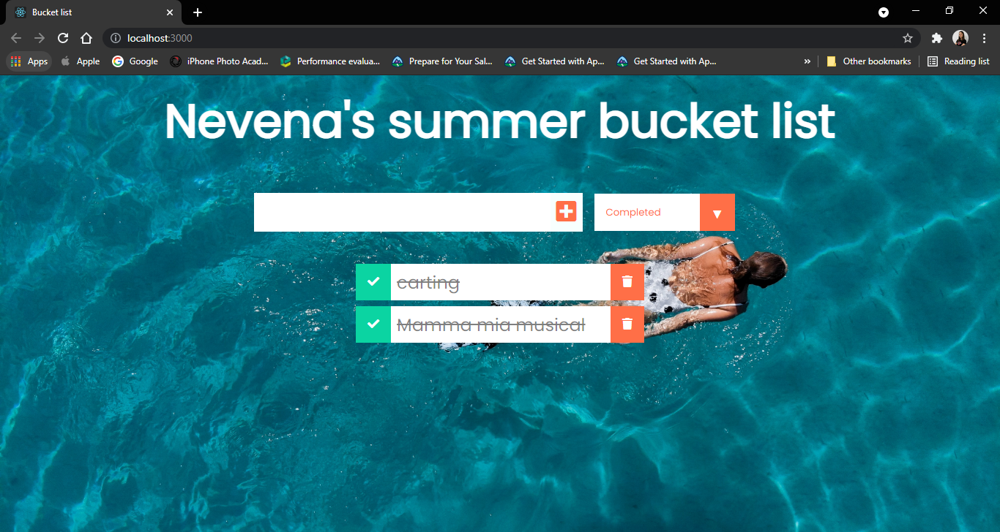 Bucket list
localhost:3000
Apps Apple Google iPhone Photo Acad... Performance evalua... Prepare for Your Sal... Get Started with Ap... Get Started with Ap... » Other bookmarks Reading list
Nevena's summer bucket list
Completed
carting
Mamma mia musical